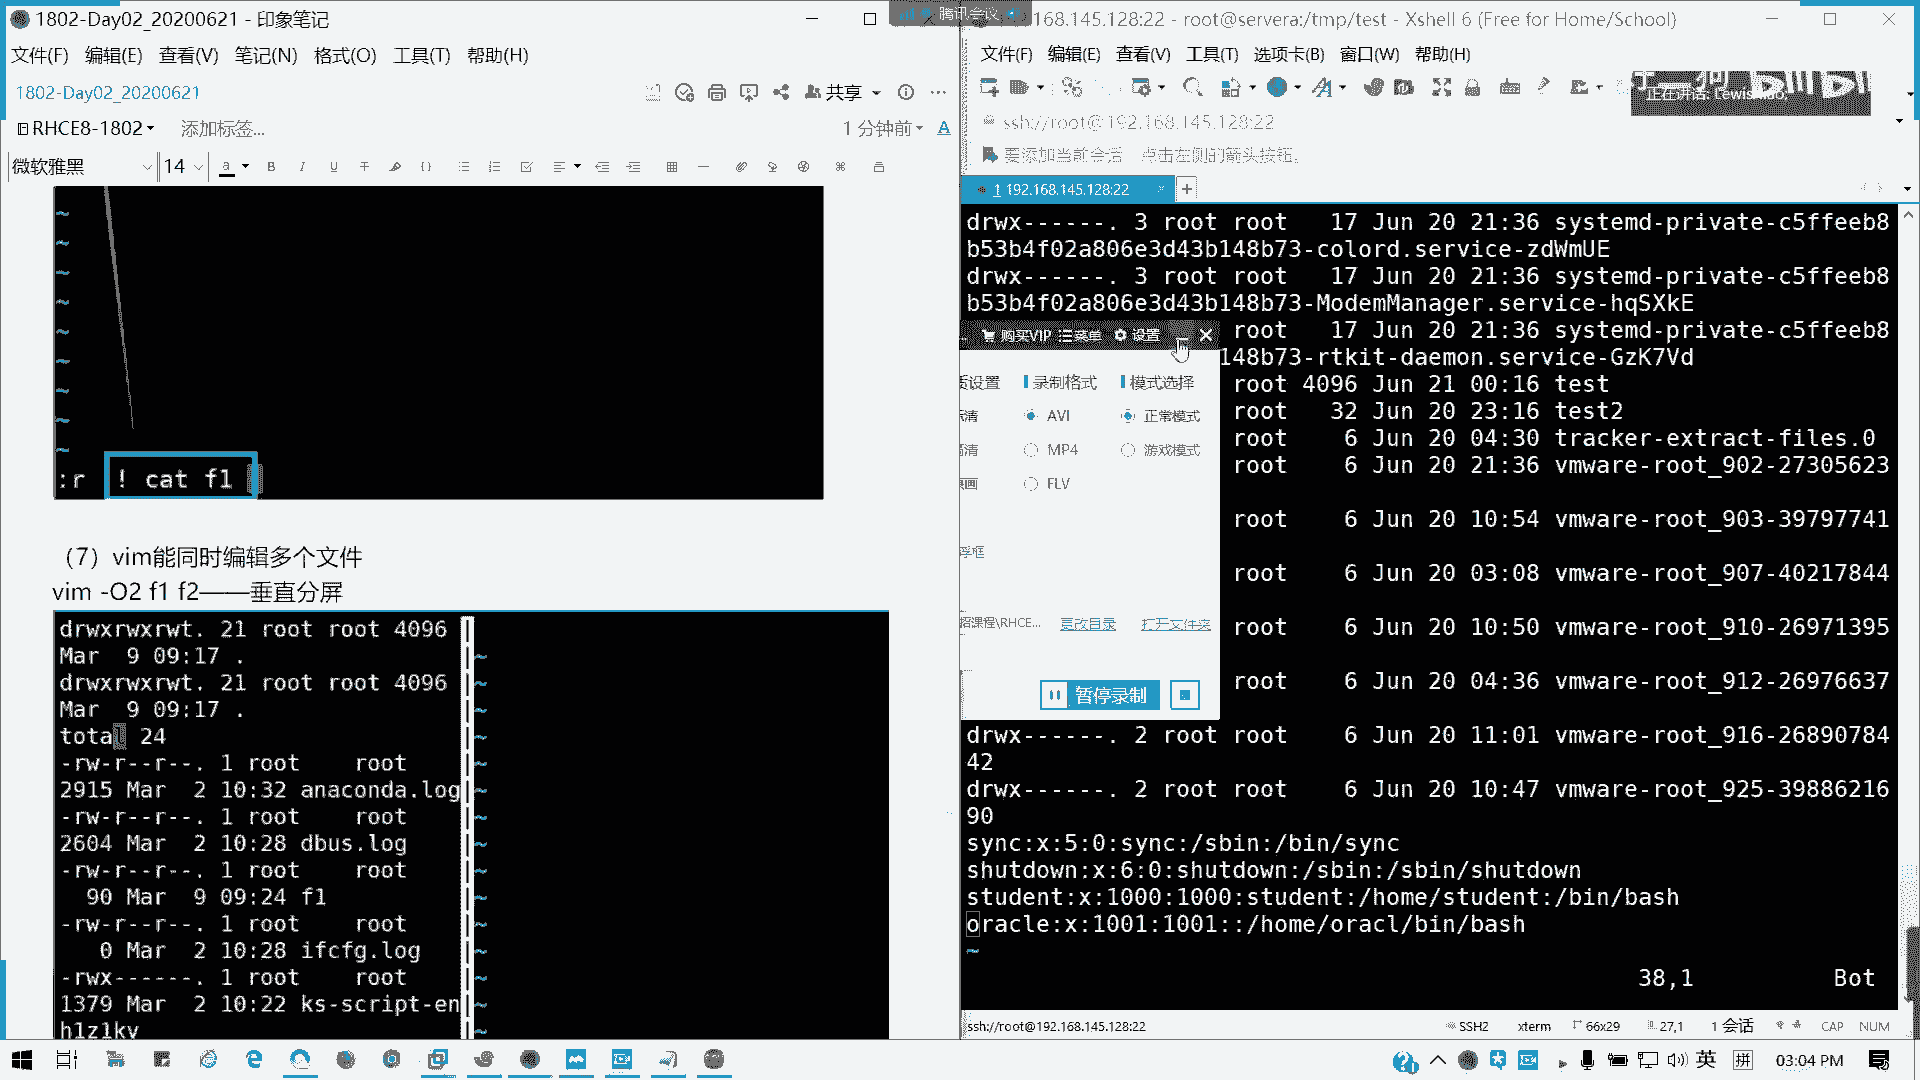 1802-Day02_20200621 - 印象笔记
文件(F) 编辑(E) 查看(V) 笔记(N) 格式(O) 工具(T) 帮助(H)
1802-Day02_20200621
共享
RHCE8-1802
添加标签...
1 分钟前
微软雅黑 14
:r ! cat f1
（7）vim能同时编辑多个文件
vim -O2 f1 f2——垂直分屏
drwxrwxrwt. 21 root root 4096
Mar  9 09:17 .
drwxrwxrwt. 21 root root 4096
Mar  9 09:17 .
total 24
-rw-r--r--. 1 root    root
2915 Mar  2 10:32 anaconda.log
-rw-r--r--. 1 root    root
2604 Mar  2 10:28 dbus.log
-rw-r--r--. 1 root    root
90 Mar  9 09:24 f1
-rw-r--r--. 1 root    root
0 Mar  2 10:28 ifcfg.log
-rwx------. 1 root    root
1379 Mar  2 10:22 ks-script-en
h1z1kv
腾讯会议
168.145.128:22 - root@servera:/tmp/test - Xshell 6 (Free for Home/School)
文件(F) 编辑(E) 查看(V) 工具(T) 选项卡(B) 窗口(W) 帮助(H)
正在讲话: Lewis
ssh://root@192.168.145.128:22
要添加当前会话，点击左侧的箭头按钮。
1 192.168.145.128:22
drwx------. 3 root root   17 Jun 20 21:36 systemd-private-c5ffeeb8
b53b4f02a806e3d43b148b73-colord.service-zdWmUE
drwx------. 3 root root   17 Jun 20 21:36 systemd-private-c5ffeeb8
b53b4f02a806e3d43b148b73-ModemManager.service-hqSXkE
root   17 Jun 20 21:36 systemd-private-c5ffeeb8
148b73-rtkit-daemon.service-GzK7Vd
root 4096 Jun 21 00:16 test
root   32 Jun 20 23:16 test2
root    6 Jun 20 04:30 tracker-extract-files.0
root    6 Jun 20 21:36 vmware-root_902-27305623
root    6 Jun 20 10:54 vmware-root_903-39797741
root    6 Jun 20 03:08 vmware-root_907-40217844
root    6 Jun 20 10:50 vmware-root_910-26971395
root    6 Jun 20 04:36 vmware-root_912-26976637
drwx------. 2 root root    6 Jun 20 11:01 vmware-root_916-26890784
42
drwx------. 2 root root    6 Jun 20 10:47 vmware-root_925-39886216
90
sync:x:5:0:sync:/sbin:/bin/sync
shutdown:x:6:0:shutdown:/sbin:/sbin/shutdown
student:x:1000:1000:student:/home/student:/bin/bash
oracle:x:1001:1001::/home/oracl/bin/bash
38,1 Bot
购买VIP 菜单 设置
质设置 录制格式 模式选择
AVI 正常模式
MP4 游戏模式
FLV
浮框
招课程\RHCE... 更改目录 打开文件夹
暂停录制
ssh://root@192.168.145.128:22 SSH2 xterm 66x29 27,1 1 会话 CAP NUM
英 拼 03:04 PM